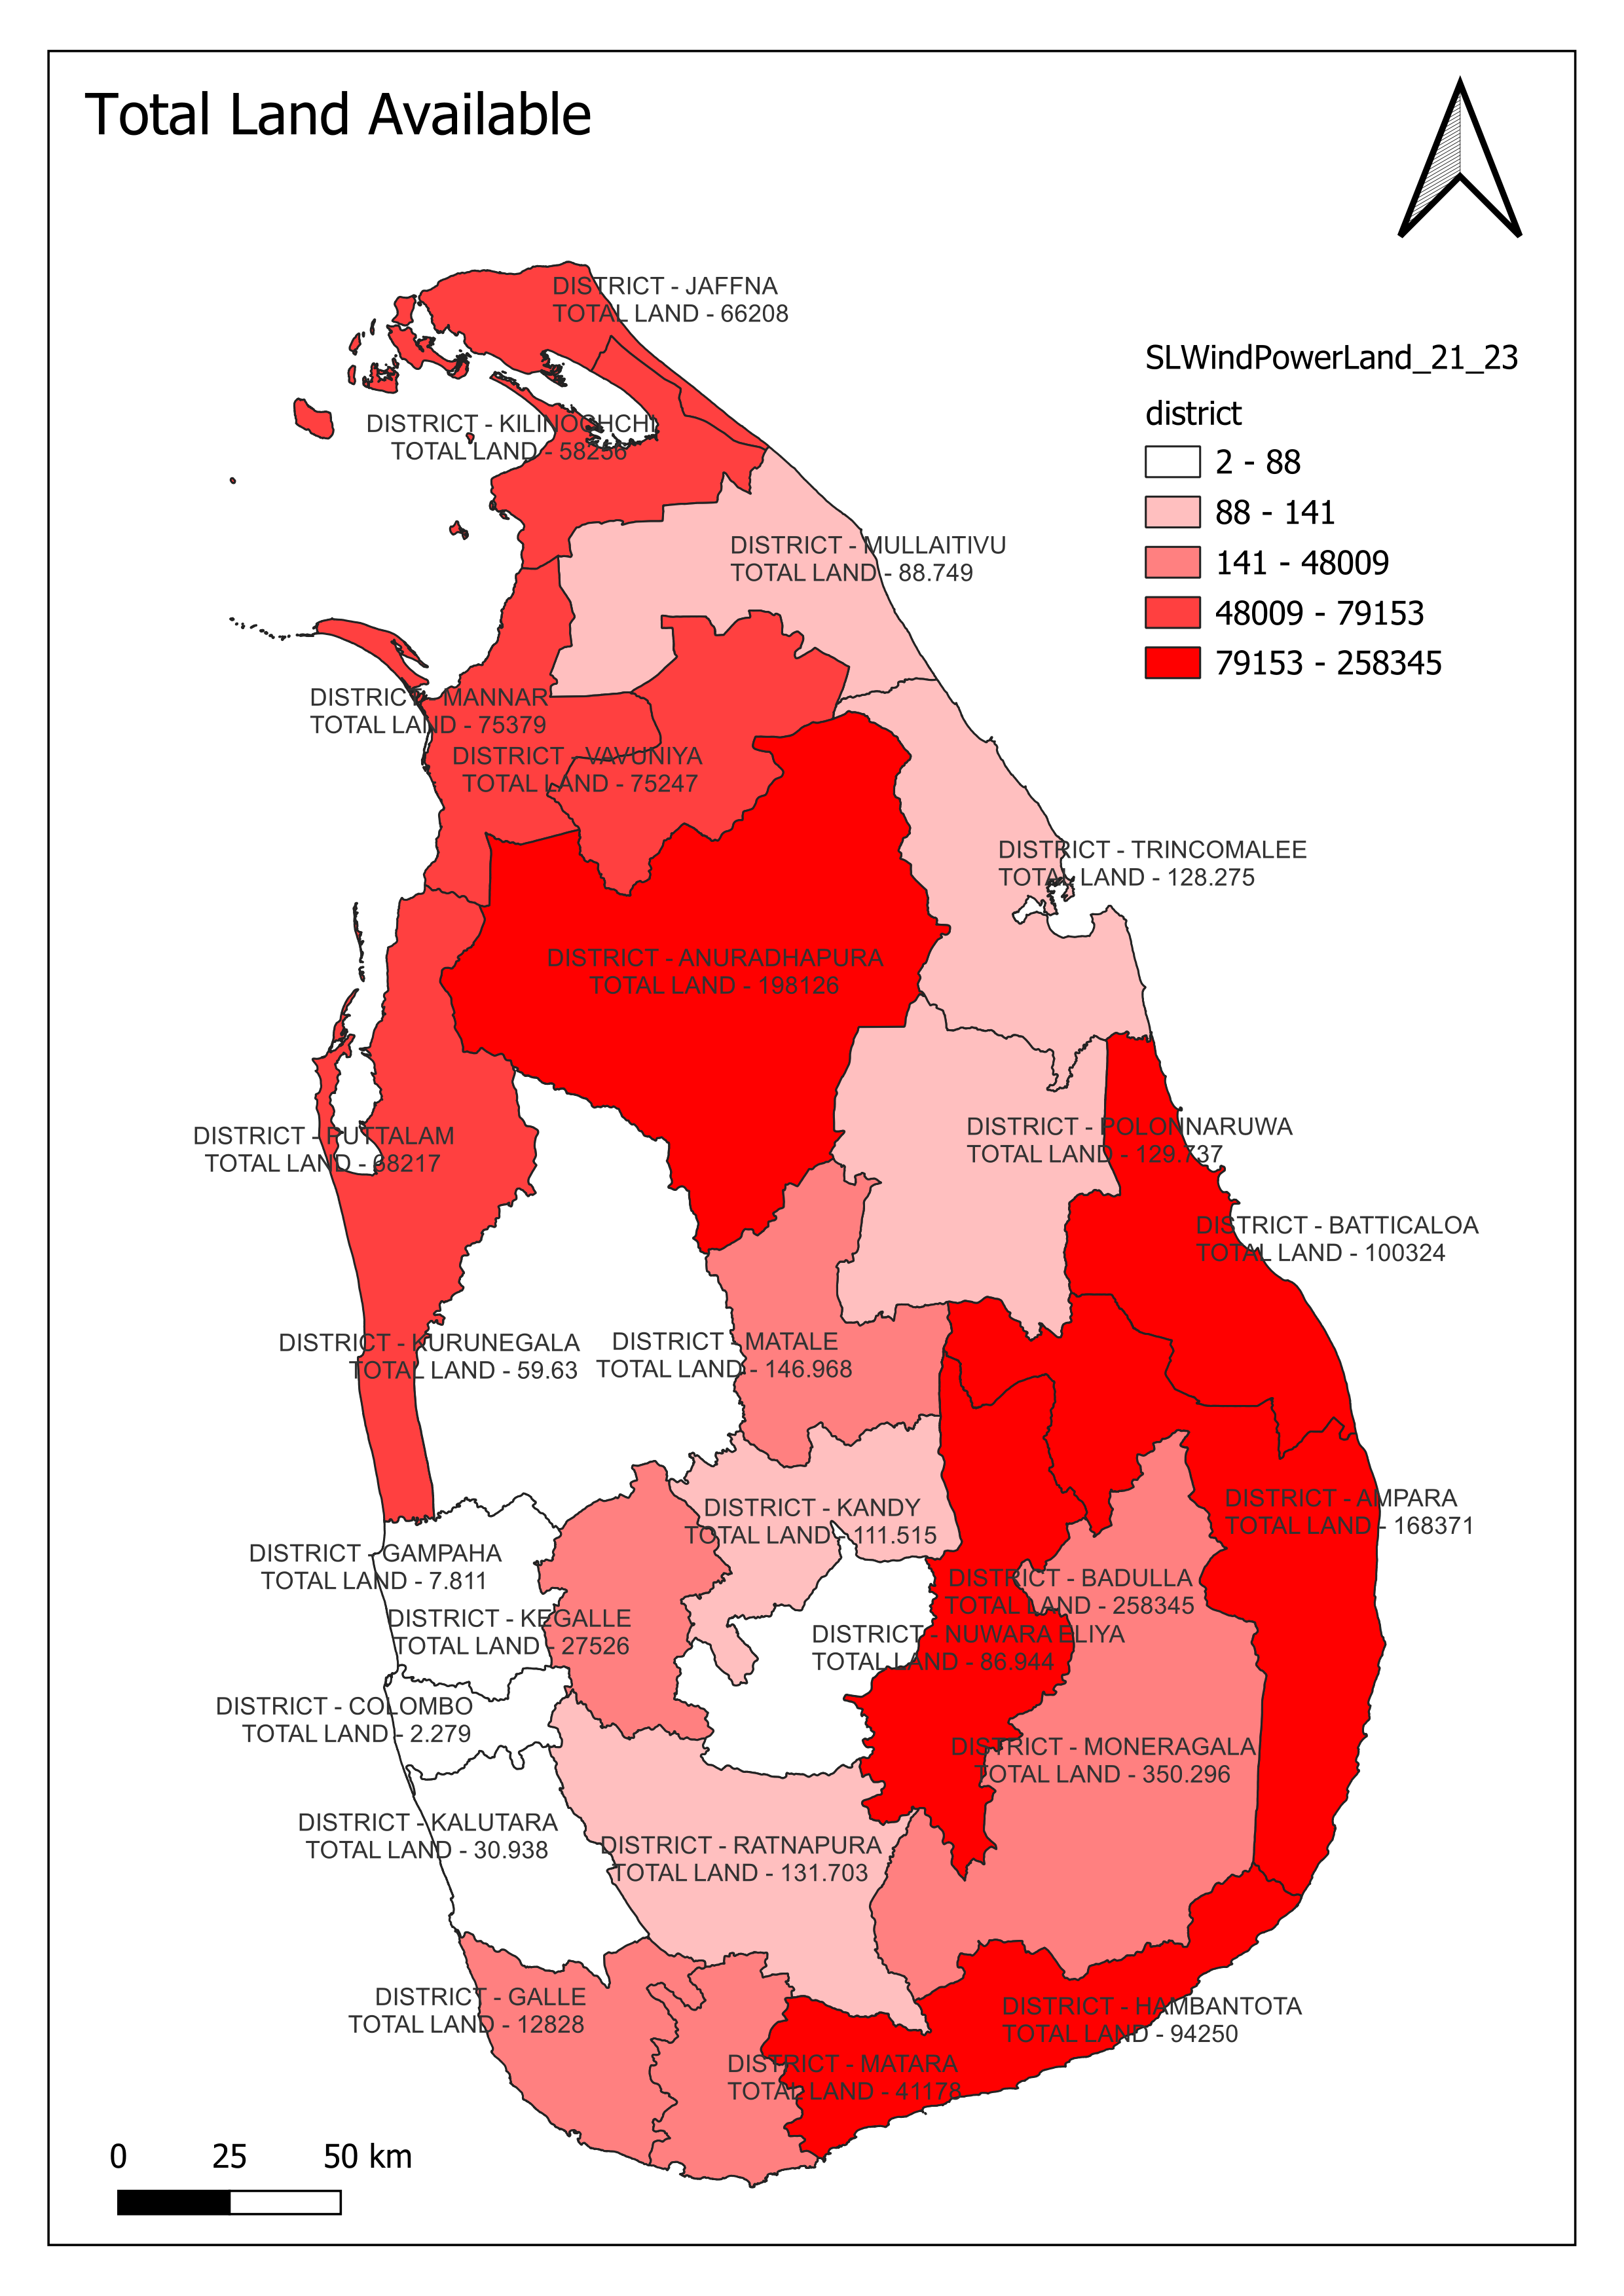 Total Land Available
DISTRICT - JAFFNA
TOTAL LAND - 66208
SLWindPowerLand_21_23
district
2 - 88
88 - 141
141 - 48009
48009 - 79153
79153 - 258345
DISTRICT - KILINOCHCHI
TOTAL LAND - 58256
DISTRICT - MULLAITIVU
TOTAL LAND - 88.749
DISTRICT - MANNAR
TOTAL LAND - 75379
DISTRICT - VAVUNIYA
TOTAL LAND - 75247
DISTRICT - TRINCOMALEE
TOTAL LAND - 128.275
DISTRICT - ANURADHAPURA
TOTAL LAND - 198126
DISTRICT - PUTTALAM
TOTAL LAND - 68217
DISTRICT - POLONNARUWA
TOTAL LAND - 129.737
DISTRICT - BATTICALOA
TOTAL LAND - 100324
DISTRICT - KURUNEGALA
TOTAL LAND - 59.63
DISTRICT - MATALE
TOTAL LAND - 146.968
DISTRICT - KANDY
TOTAL LAND - 111.515
DISTRICT - AMPARA
TOTAL LAND - 168371
DISTRICT - GAMPAHA
TOTAL LAND - 7.811
DISTRICT - BADULLA
TOTAL LAND - 258345
DISTRICT - KEGALLE
TOTAL LAND - 27526
DISTRICT - NUWARA ELIYA
TOTAL LAND - 86.944
DISTRICT - COLOMBO
TOTAL LAND - 2.279
DISTRICT - MONERAGALA
TOTAL LAND - 350.296
DISTRICT - KALUTARA
TOTAL LAND - 30.938
DISTRICT - RATNAPURA
TOTAL LAND - 131.703
DISTRICT - GALLE
TOTAL LAND - 12828
DISTRICT - HAMBANTOTA
TOTAL LAND - 94250
DISTRICT - MATARA
TOTAL LAND - 41178
0 25 50 km